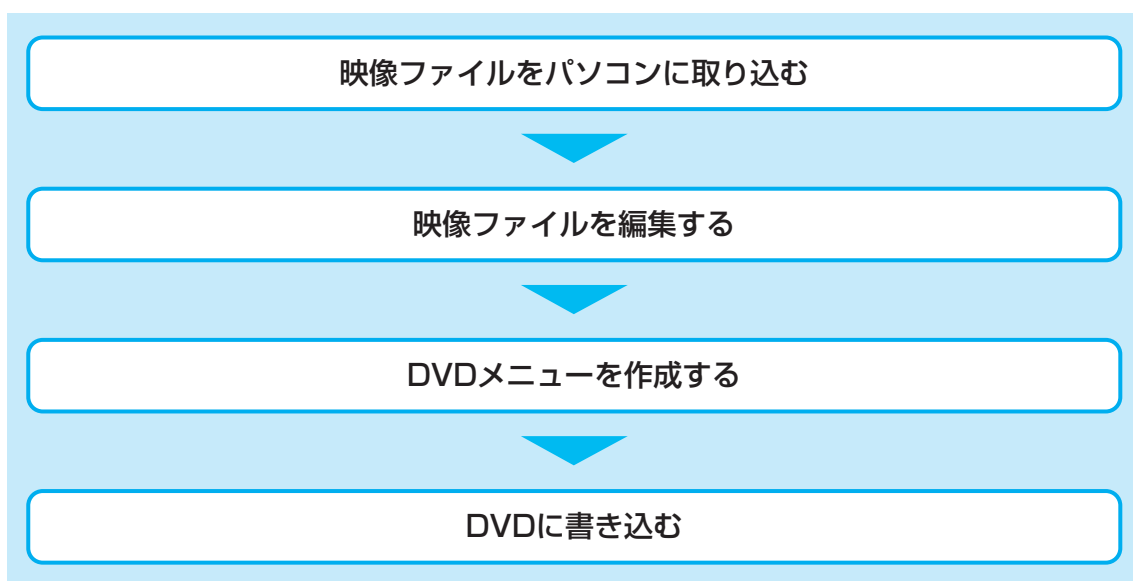 映像ファイルをパソコンに取り込む
映像ファイルを編集する
DVDメニューを作成する
DVDに書き込む